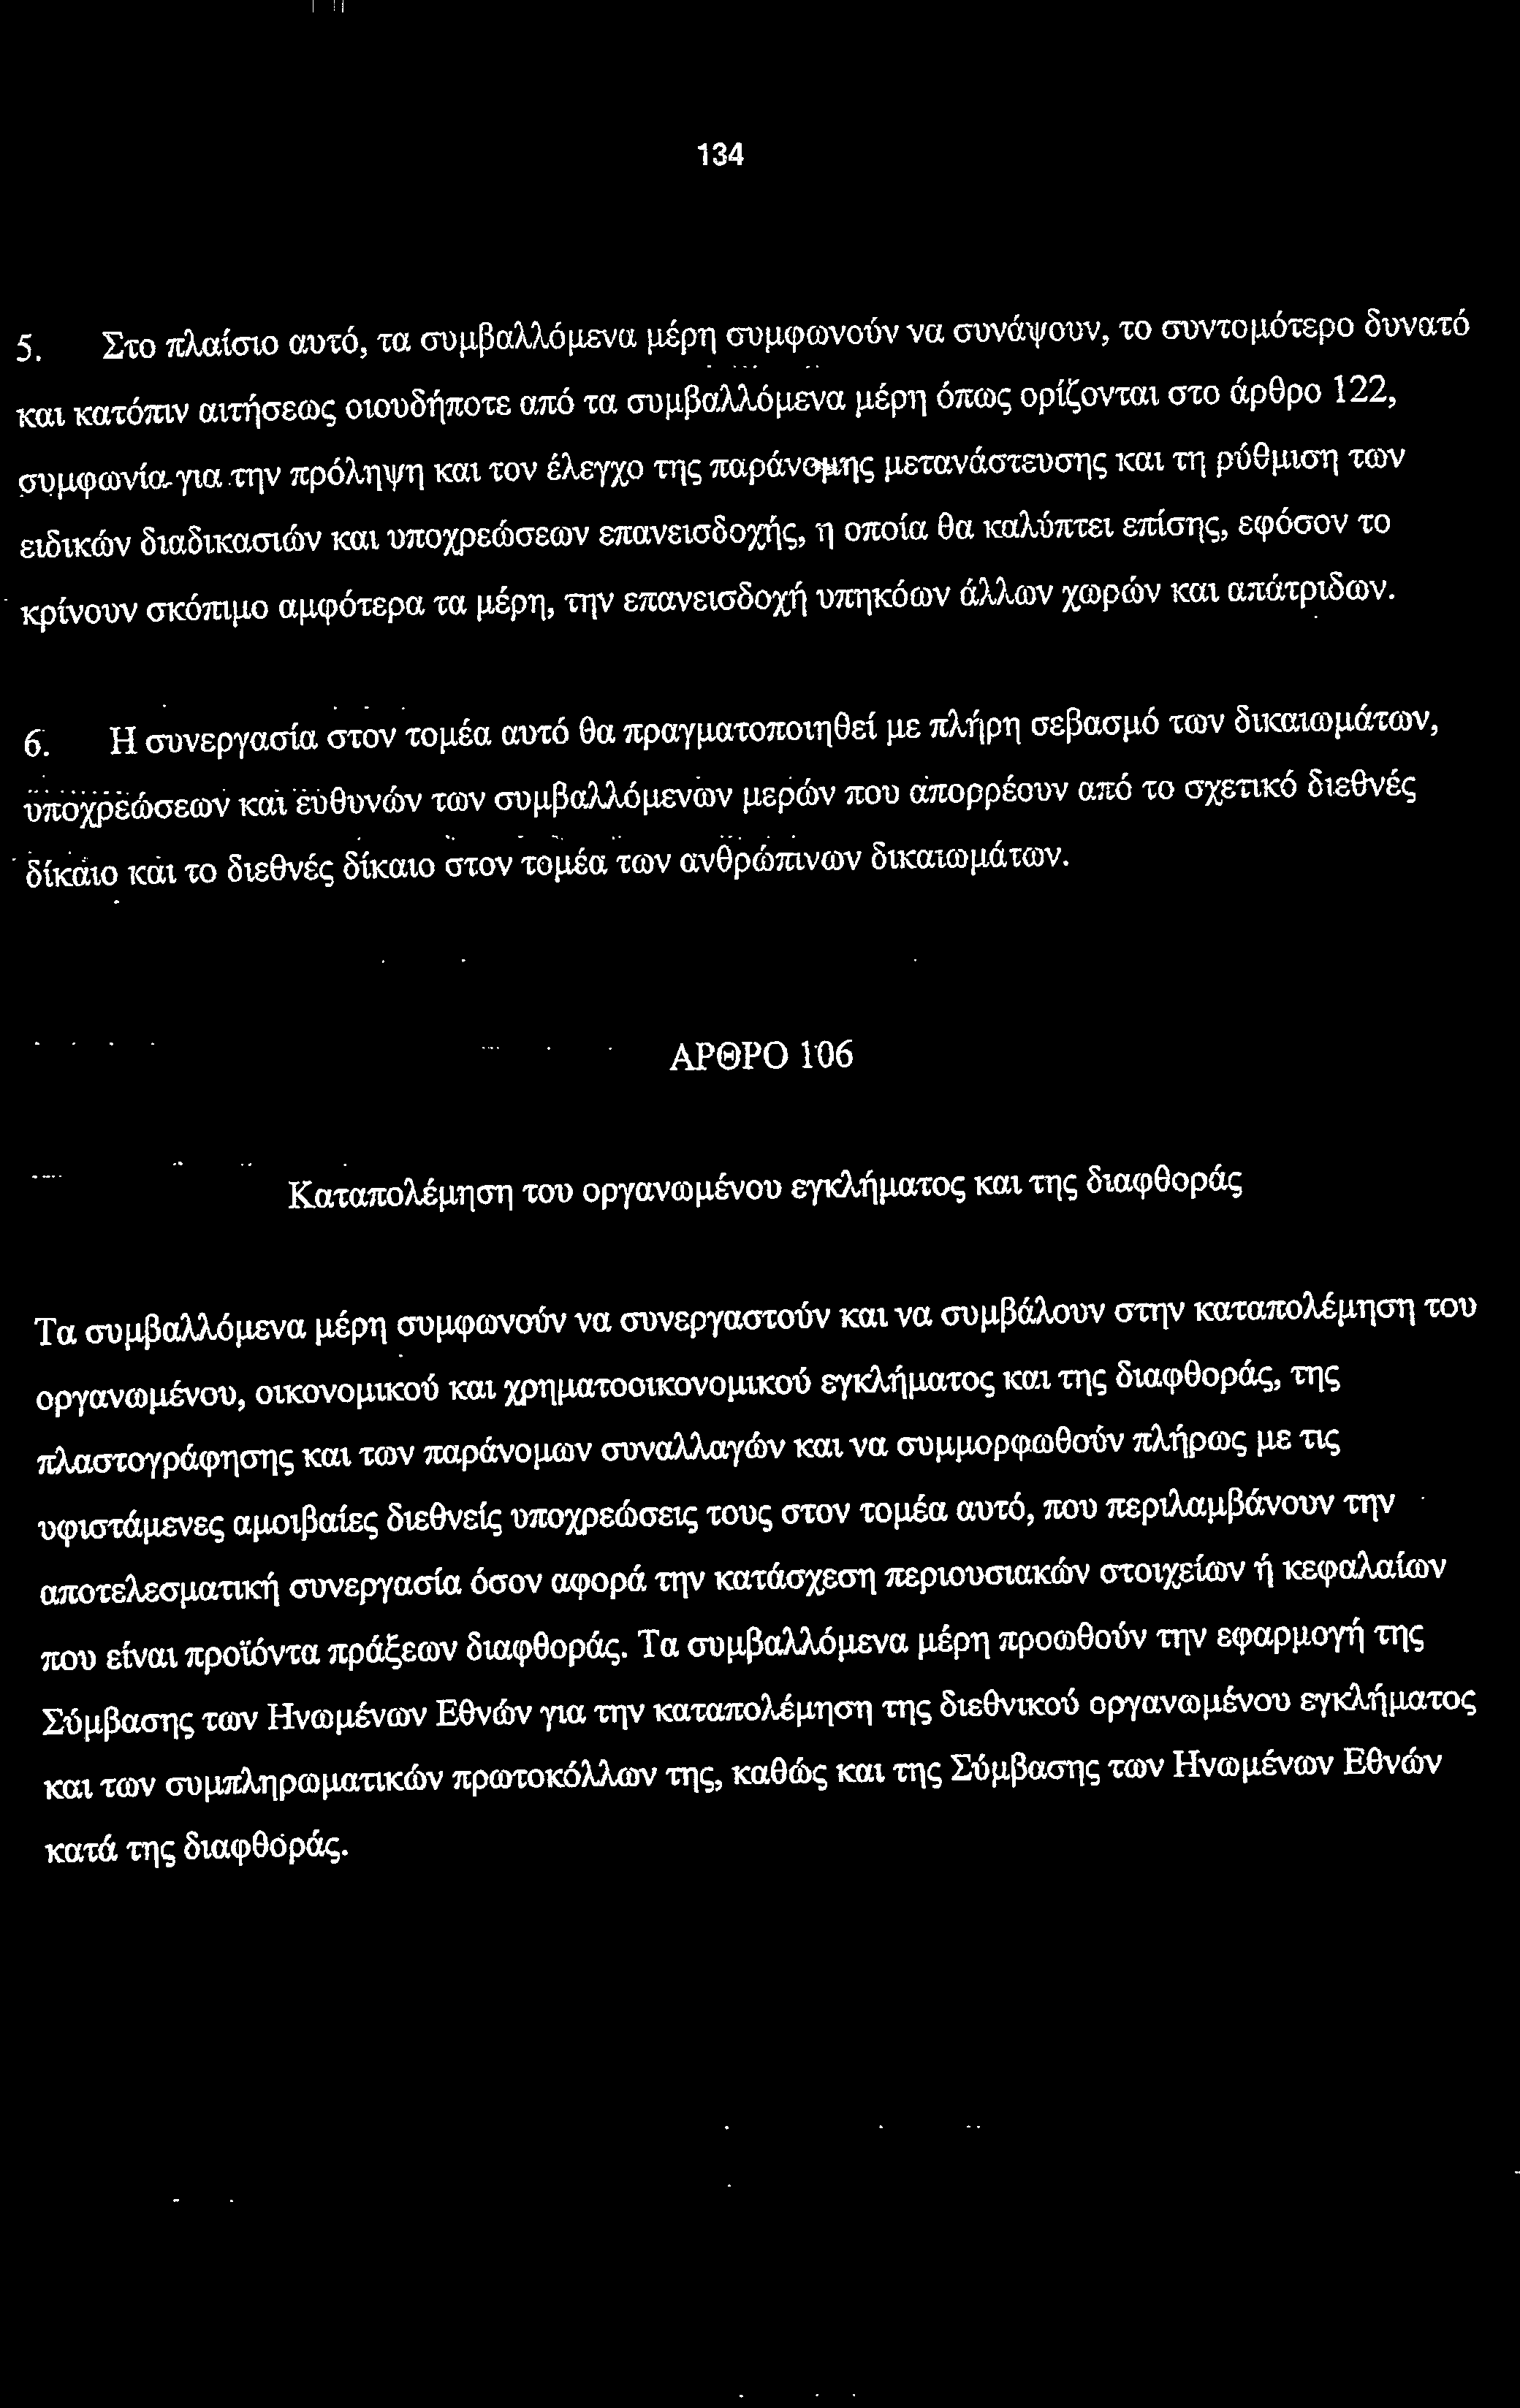 134
5. Στο πλαίσιο αυτό, τα συμβαλλόμενα μέρη συμφωνούν να συνάψουν, το συντομότερο δυνατό
και κατόπιν αιτήσεως οιουδήποτε από τα συμβαλλόμενα μέρη όπως ορίζονται στο άρθρο 122,
συμφωνία για την πρόληψη και τον έλεγχο της παράνομης μετανάστευσης και τη ρύθμιση των
ειδικών διαδικασιών και υποχρεώσεων επανεισδοχής, η οποία θα καλύπτει επίσης, εφόσον το
κρίνουν σκόπιμο αμφότερα τα μέρη, την επανεισδοχή υπηκόων άλλων χωρών και απάτριδων.
6. Η συνεργασία στον τομέα αυτό θα πραγματοποιηθεί με πλήρη σεβασμό των δικαιωμάτων,
υποχρεώσεων και ευθυνών των συμβαλλόμενων μερών που απορρέουν από το σχετικό διεθνές
δίκαιο και το διεθνές δίκαιο στον τομέα των ανθρώπινων δικαιωμάτων.
ΑΡΘΡΟ 106
Καταπολέμηση του οργανωμένου εγκλήματος και της διαφθοράς
Τα συμβαλλόμενα μέρη συμφωνούν να συνεργαστούν και να συμβάλουν στην καταπολέμηση του
οργανωμένου, οικονομικού και χρηματοοικονομικού εγκλήματος και της διαφθοράς, της
πλαστογράφησης και των παράνομων συναλλαγών και να συμμορφωθούν πλήρως με τις
υφιστάμενες αμοιβαίες διεθνείς υποχρεώσεις τους στον τομέα αυτό, που περιλαμβάνουν την
αποτελεσματική συνεργασία όσον αφορά την κατάσχεση περιουσιακών στοιχείων ή κεφαλαίων
που είναι προϊόντα πράξεων διαφθοράς. Τα συμβαλλόμενα μέρη προωθούν την εφαρμογή της
Σύμβασης των Ηνωμένων Εθνών για την καταπολέμηση της διεθνικού οργανωμένου εγκλήματος
και των συμπληρωματικών πρωτοκόλλων της, καθώς και της Σύμβασης των Ηνωμένων Εθνών
κατά της διαφθοράς.